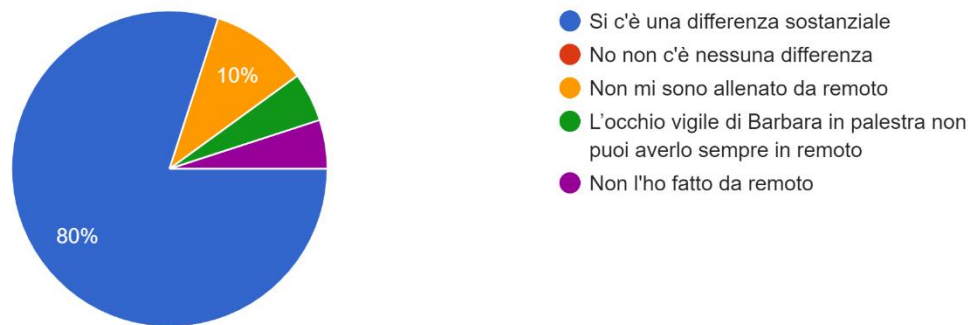 Si c'è una differenza sostanziale
No non c'è nessuna differenza
Non mi sono allenato da remoto
L'occhio vigile di Barbara in palestra non
puoi averlo sempre in remoto
Non l'ho fatto da remoto
10%
80%